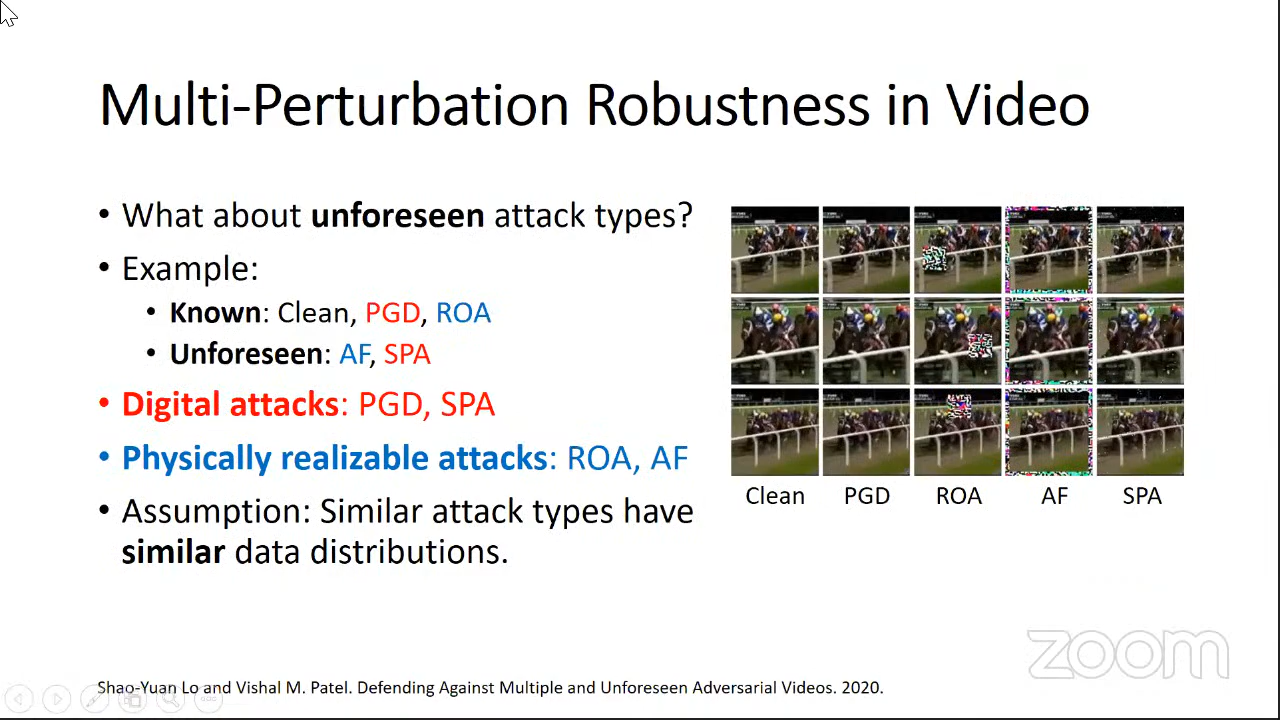 Multi-Perturbation Robustness in Video
• What about unforeseen attack types?
• Example:
• Known: Clean, PGD, ROA
• Unforeseen: AF, SPA
• Digital attacks: PGD, SPA
• Physically realizable attacks: ROA, AF
• Assumption: Similar attack types have
similar data distributions.
Clean PGD ROA AF SPA
zoom
Shao-Yuan Lo and Vishal M. Patel. Defending Against Multiple and Unforeseen Adversarial Videos. 2020.